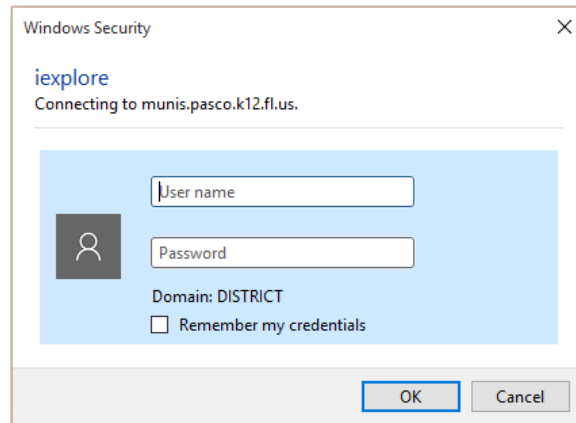 Windows Security
iexplore
Connecting to munis.pasco.k12.fl.us.
User name
Password
Domain: DISTRICT
Remember my credentials
OK Cancel